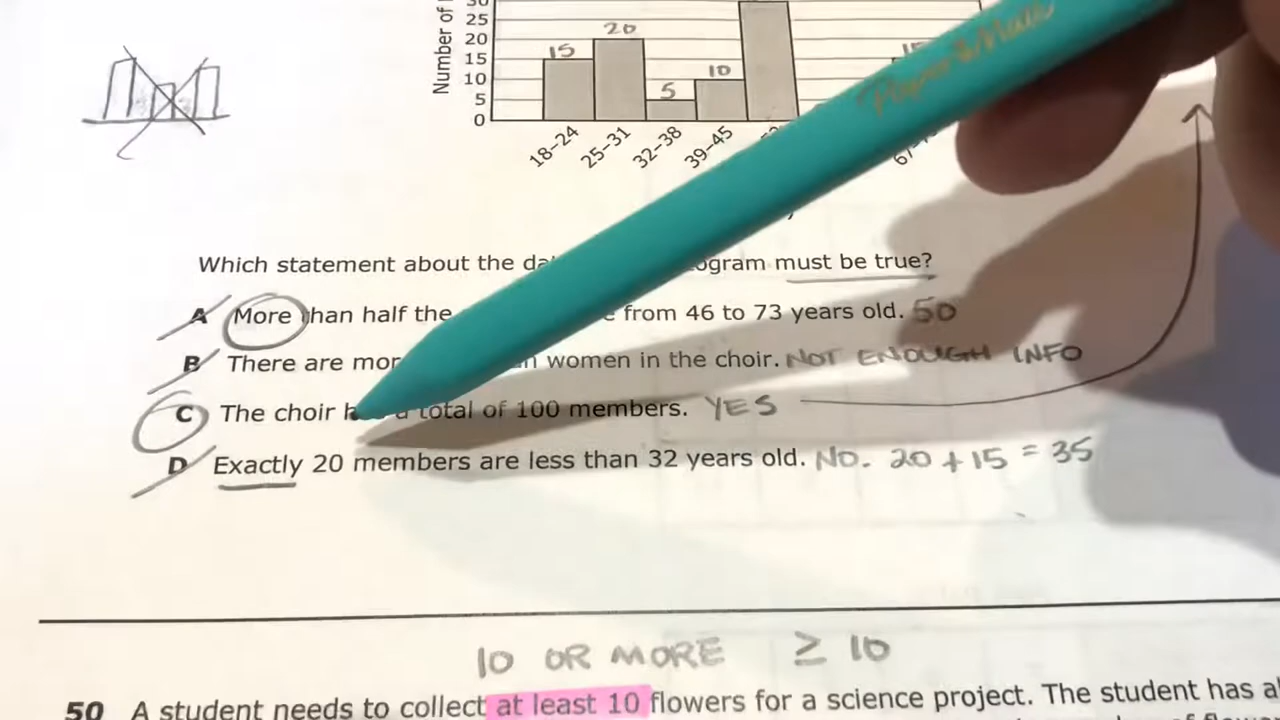 Number of
30
25
20
15
10
5
0
15
20
5
10
18–24
25–31
32–38
39–45
Paper Mate
Which statement about the must be true?
A More than half the from 46 to 73 years old. 50
B There are women in the choir. NOT ENOUGH INFO
C The choir a total of 100 members. YES
D Exactly 20 members are less than 32 years old. NO. 20 + 15 = 35
10 OR MORE ≥ 10
50 A student needs to collect at least 10 flowers for a science project. The student has